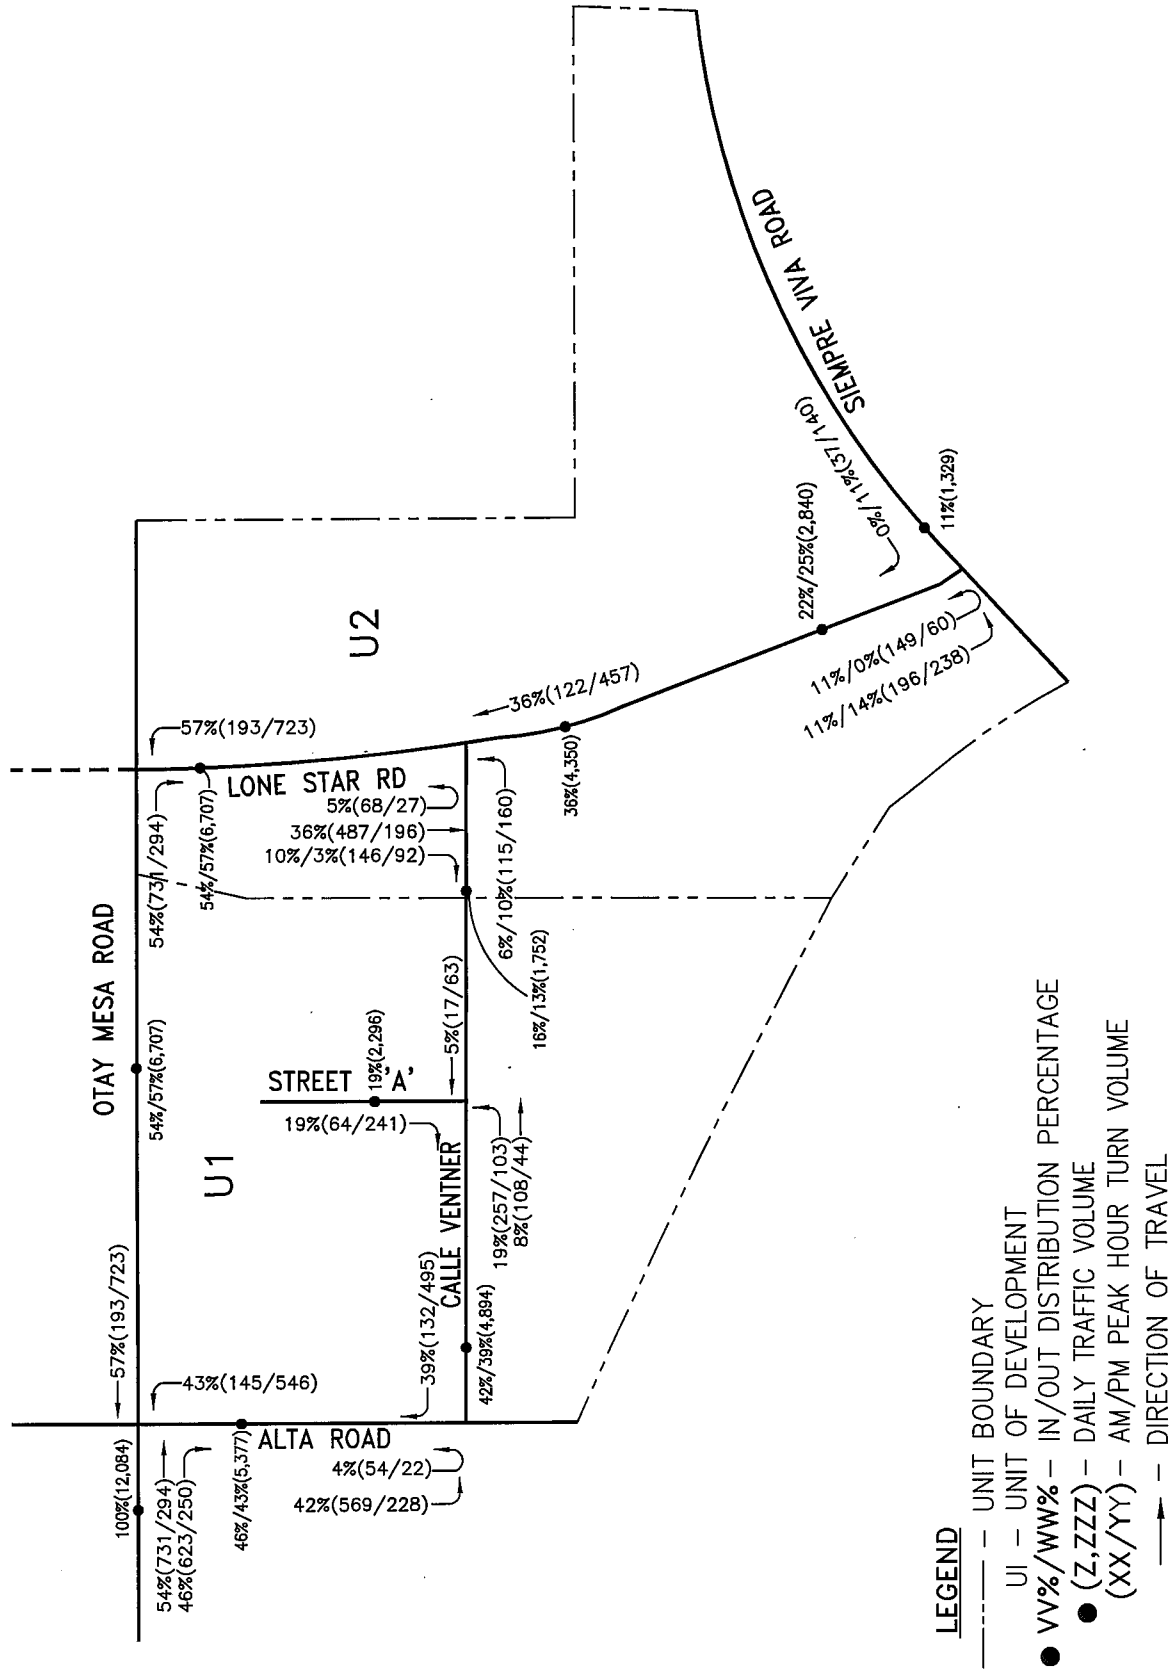 OTAY MESA ROAD
57%(193/723)
100%(12,084)
54%(731/294)
46%(623/250)
43%(145/546)
54%/57%(6,707)
46%/43%(5,377)
ALTA ROAD
4%(54/22)
42%(569/228)
39%(132/495)
CALLE VENTNER
42%/39%(4,894)
U1
STREET 'A'
19%(2,296)
19%(64/241)
19%(257/103)
8%(108/44)
5%(17/63)
16%/13%(1,752)
6%/10%(115/160)
57%(193/723)
54%(731/294)
54%/57%(6,707)
LONE STAR RD
5%(68/27)
36%(487/196)
10%/3%(146/92)
U2
36%(122/457)
36%(4,350)
22%/25%(2,840)
11%/0%(149/60)
11%/14%(196/238)
0%/11%(37/140)
11%(1,329)
SIEMPRE VIVA ROAD
LEGEND
– UNIT BOUNDARY
UI – UNIT OF DEVELOPMENT
VV%/WW% – IN/OUT DISTRIBUTION PERCENTAGE
(Z,ZZZ) – DAILY TRAFFIC VOLUME
(XX/YY) – AM/PM PEAK HOUR TURN VOLUME
– DIRECTION OF TRAVEL